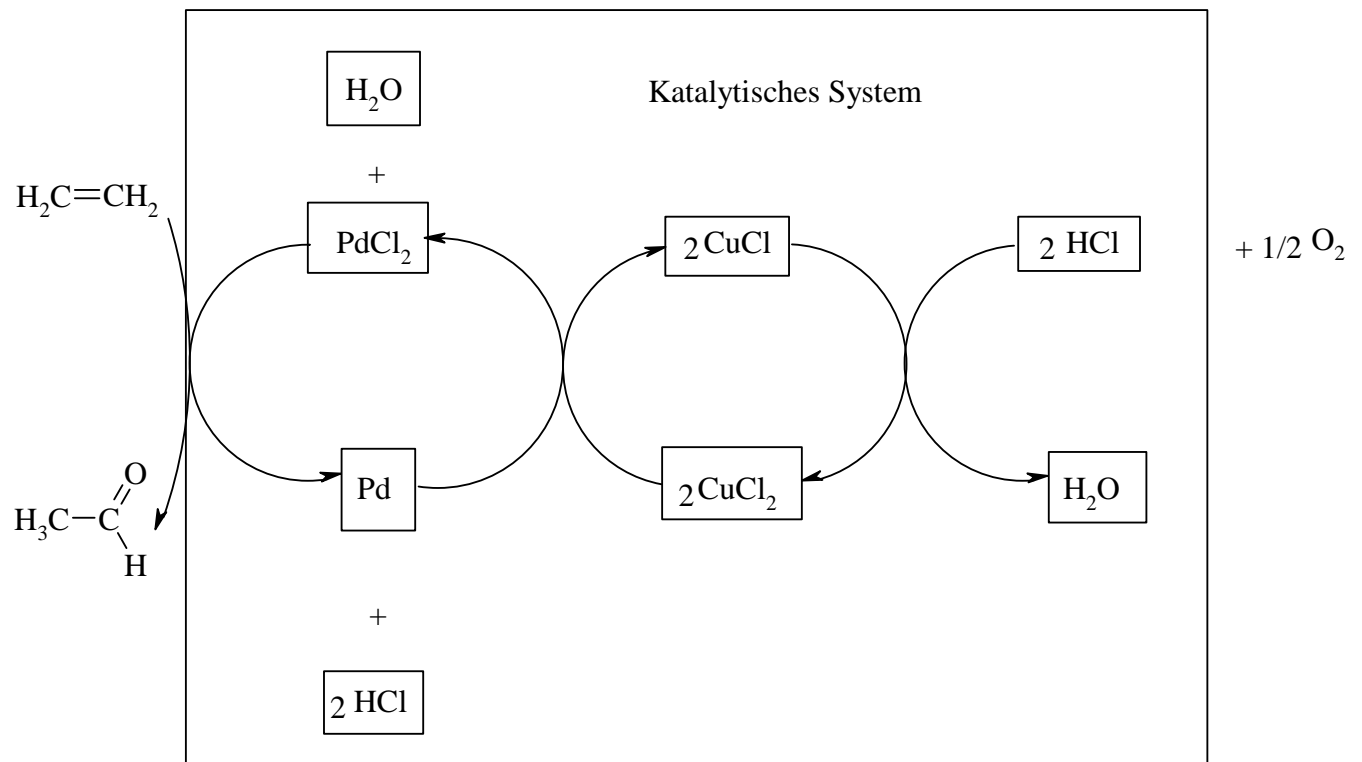 H₂O
Katalytisches System
+
H₂C=CH₂
PdCl₂
2 CuCl
2 HCl
+ 1/2 O₂
O
H₃C-C
H
Pd
2 CuCl₂
H₂O
+
2 HCl